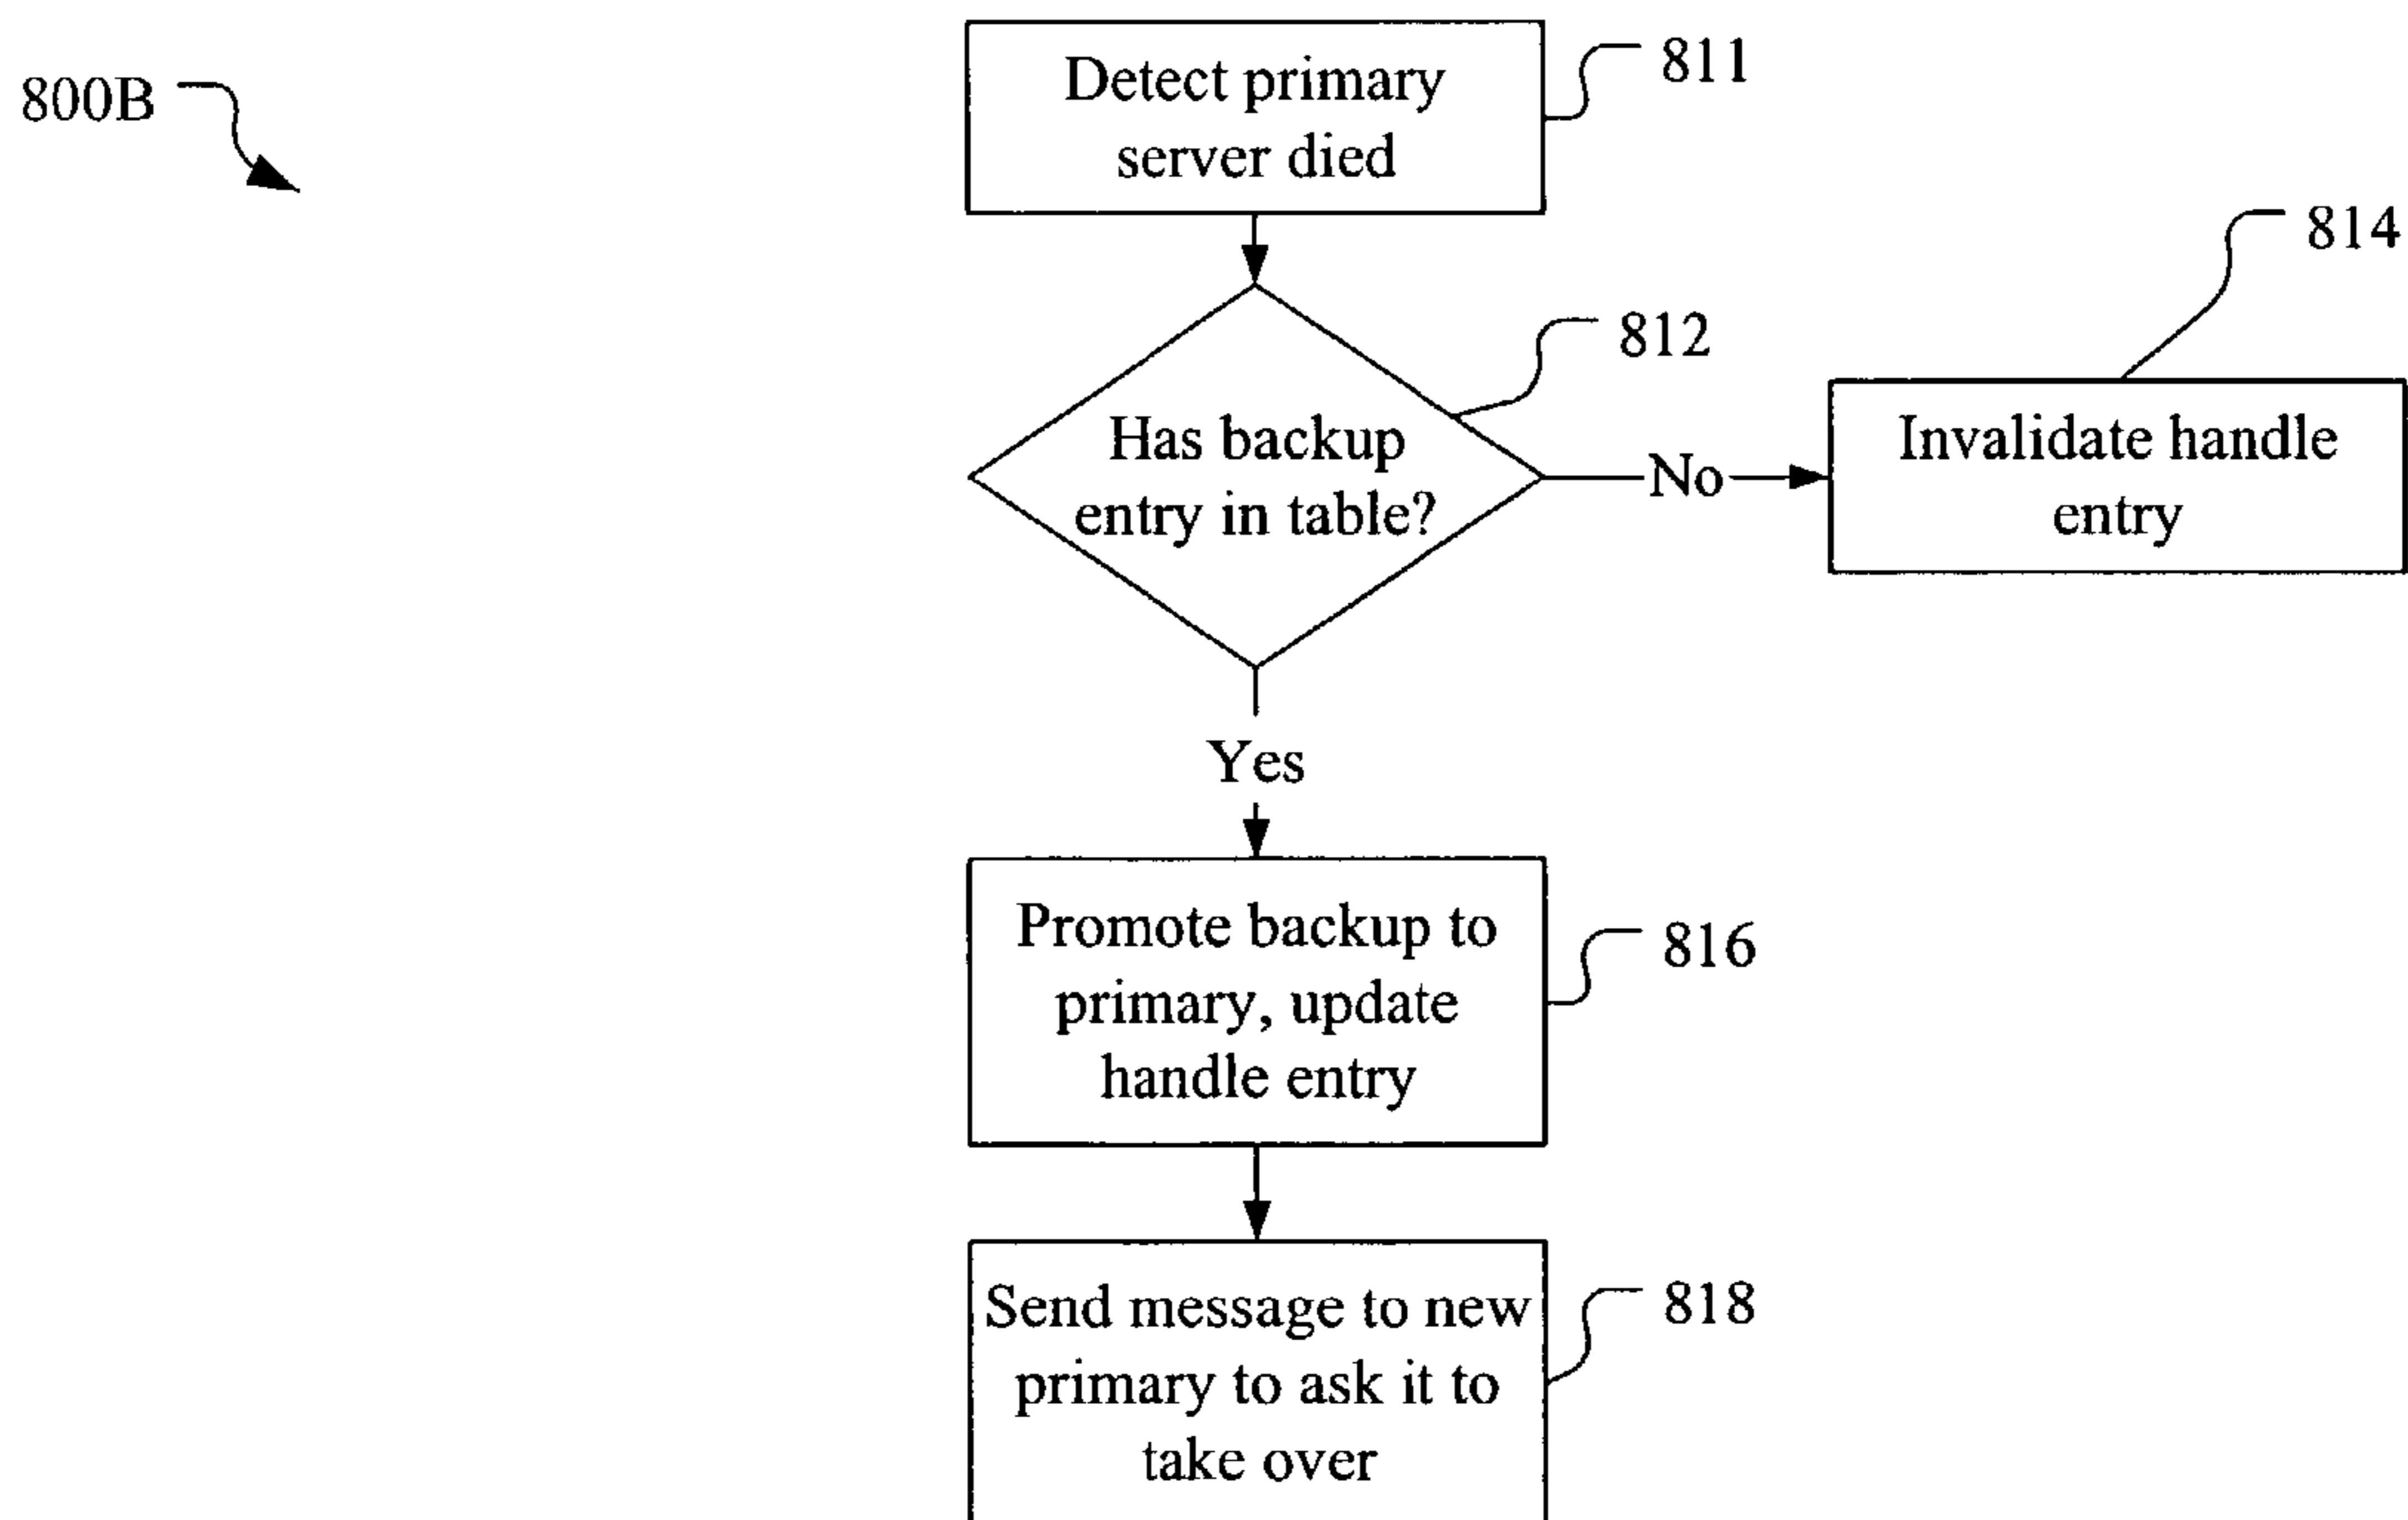 800B
Detect primary
server died
811
Has backup
entry in table?
812
No
814
Invalidate handle
entry
Yes
Promote backup to
primary, update
handle entry
816
Send message to new
primary to ask it to
take over
818